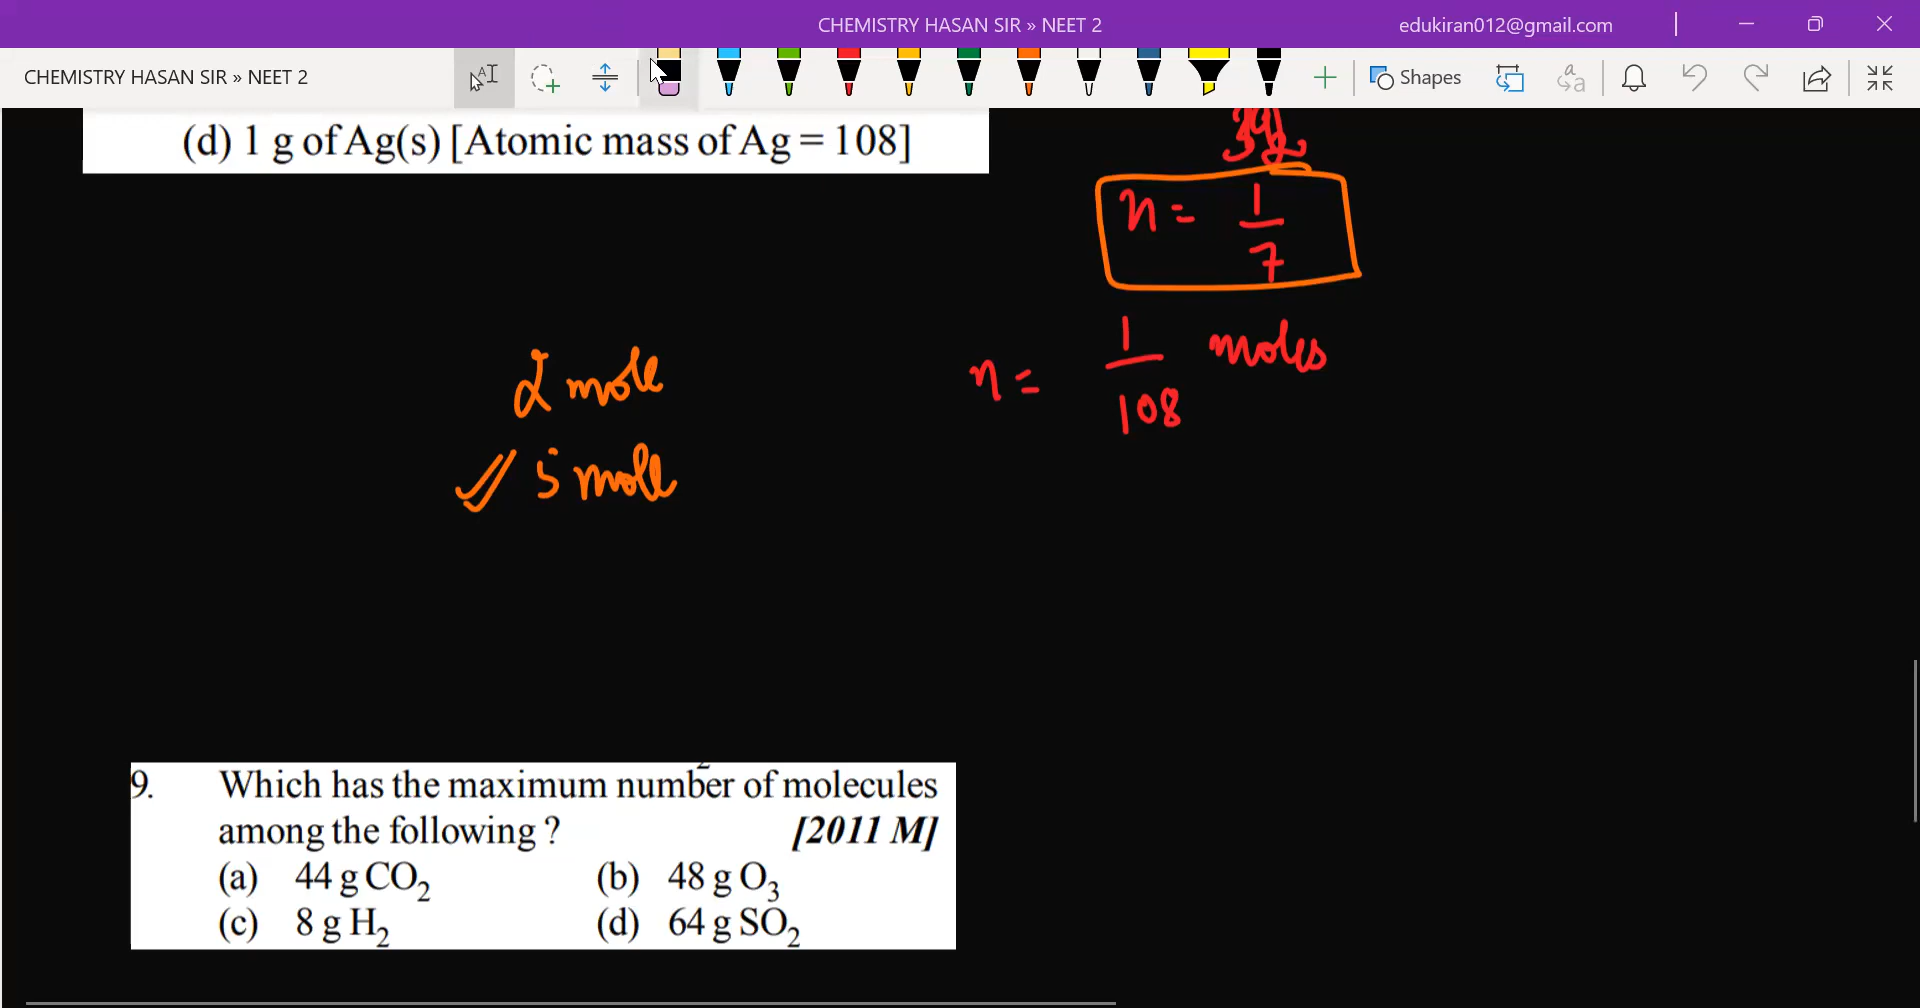 CHEMISTRY HASAN SIR » NEET 2
edukiran012@gmail.com
CHEMISTRY HASAN SIR » NEET 2
Shapes
(d) 1 g of Ag(s) [Atomic mass of Ag = 108]
n = 1/7
n = 1/108 moles
2 mole
5 mole
9. Which has the maximum number of molecules
among the following ? [2011 M]
(a) 44 g CO₂ (b) 48 g O₃
(c) 8 g H₂ (d) 64 g SO₂